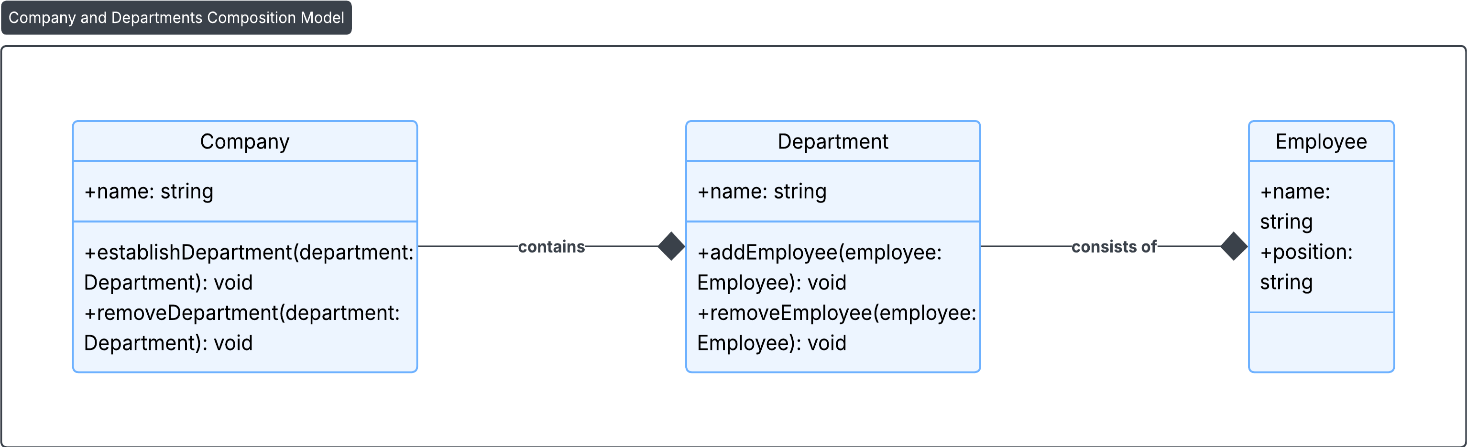 Company and Departments Composition Model
Company
+name: string
+establishDepartment(department:
Department): void
+removeDepartment(department:
Department): void
contains
Department
+name: string
+addEmployee(employee:
Employee): void
+removeEmployee(employee:
Employee): void
consists of
Employee
+name:
string
+position:
string